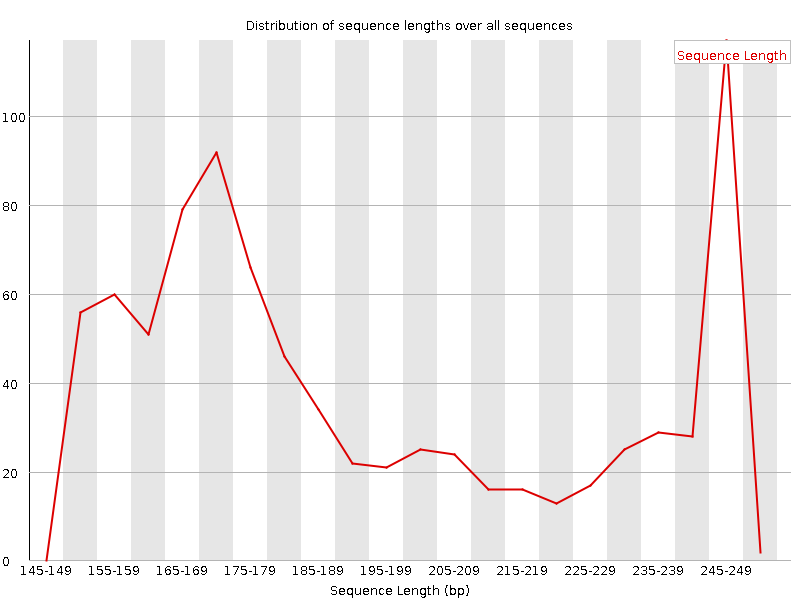 Distribution of sequence lengths over all sequences
Sequence Length
100
80
60
40
20
0
145-149 155-159 165-169 175-179 185-189 195-199 205-209 215-219 225-229 235-239 245-249
Sequence Length (bp)